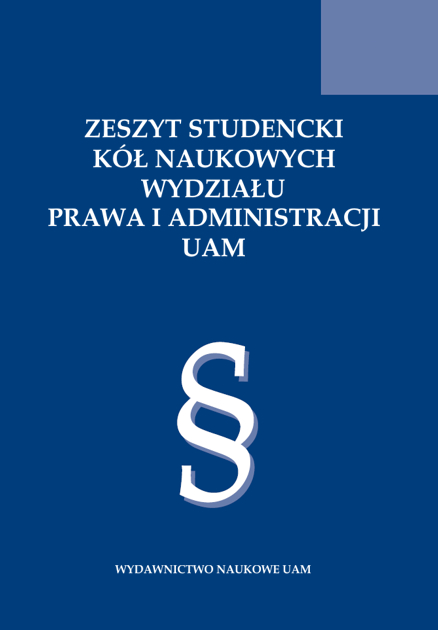 ZESZYT STUDENCKI
KÓŁ NAUKOWYCH
WYDZIAŁU
PRAWA I ADMINISTRACJI
UAM
§
WYDAWNICTWO NAUKOWE UAM